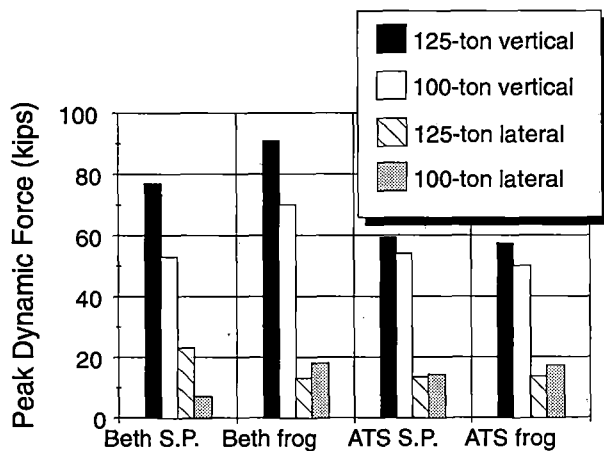 125-ton vertical
100-ton vertical
125-ton lateral
100-ton lateral
Peak Dynamic Force (kips)
100
80
60
40
20
0
Beth S.P. Beth frog ATS S.P. ATS frog